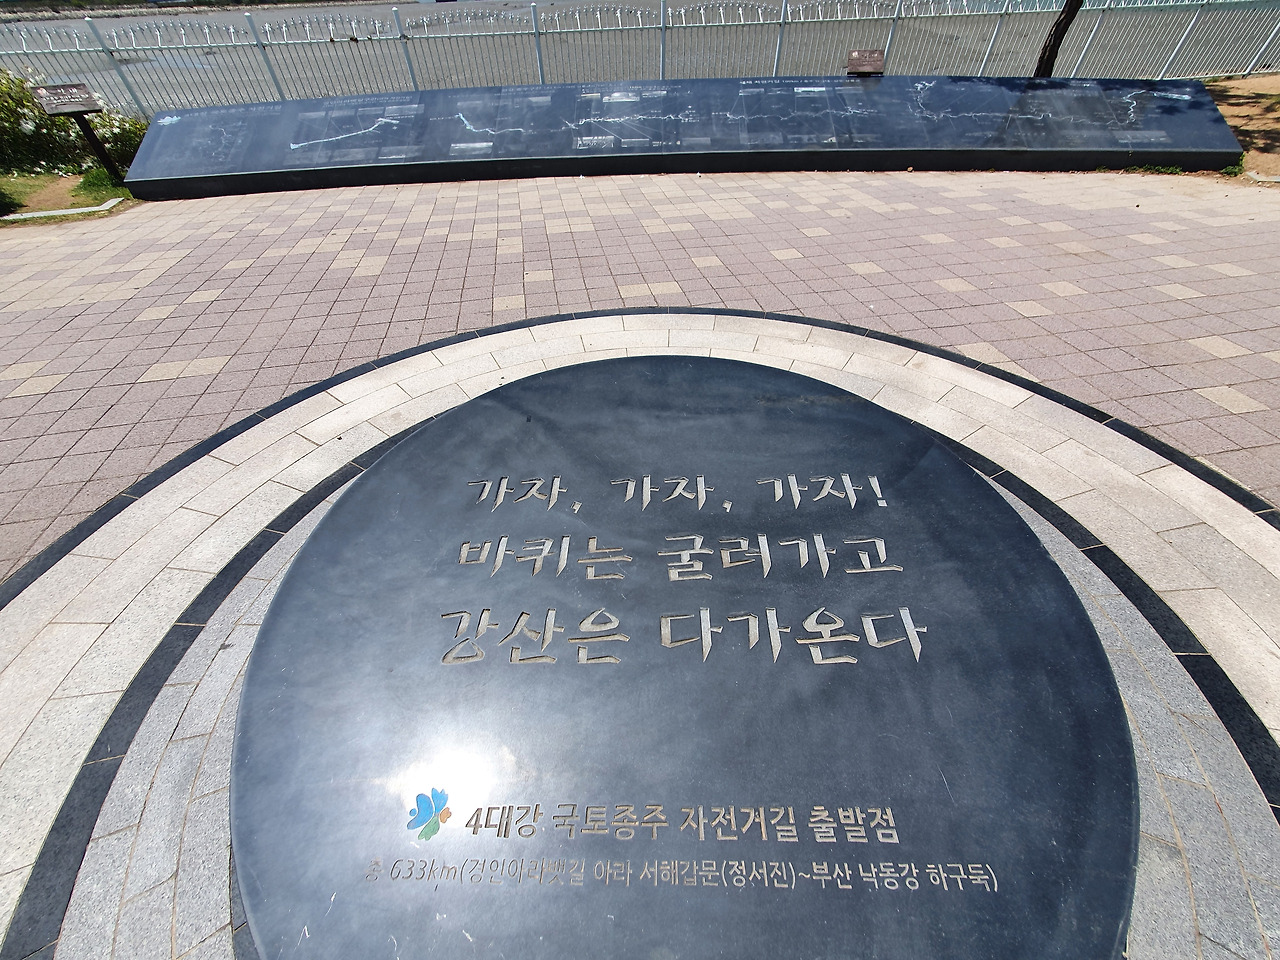 가자, 가자, 가자!
바퀴는 굴러가고
강산은 다가온다
4대강 국토종주 자전거길 출발점
총 633km(경인아라뱃길 아라 서해갑문(정서진)~부산 낙동강 하구둑)